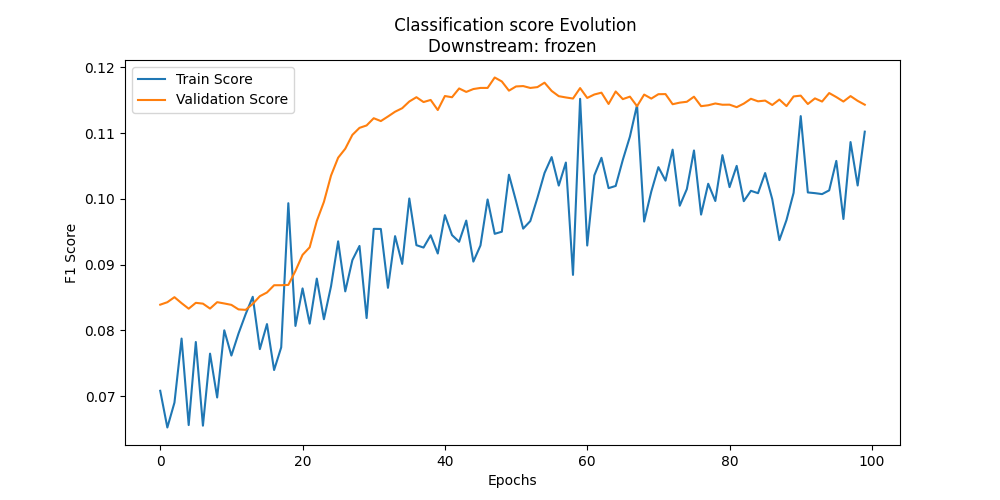 Classification score Evolution
Downstream: frozen
Train Score
Validation Score
F1 Score
0.12
0.11
0.10
0.09
0.08
0.07
0
20
40
60
80
100
Epochs